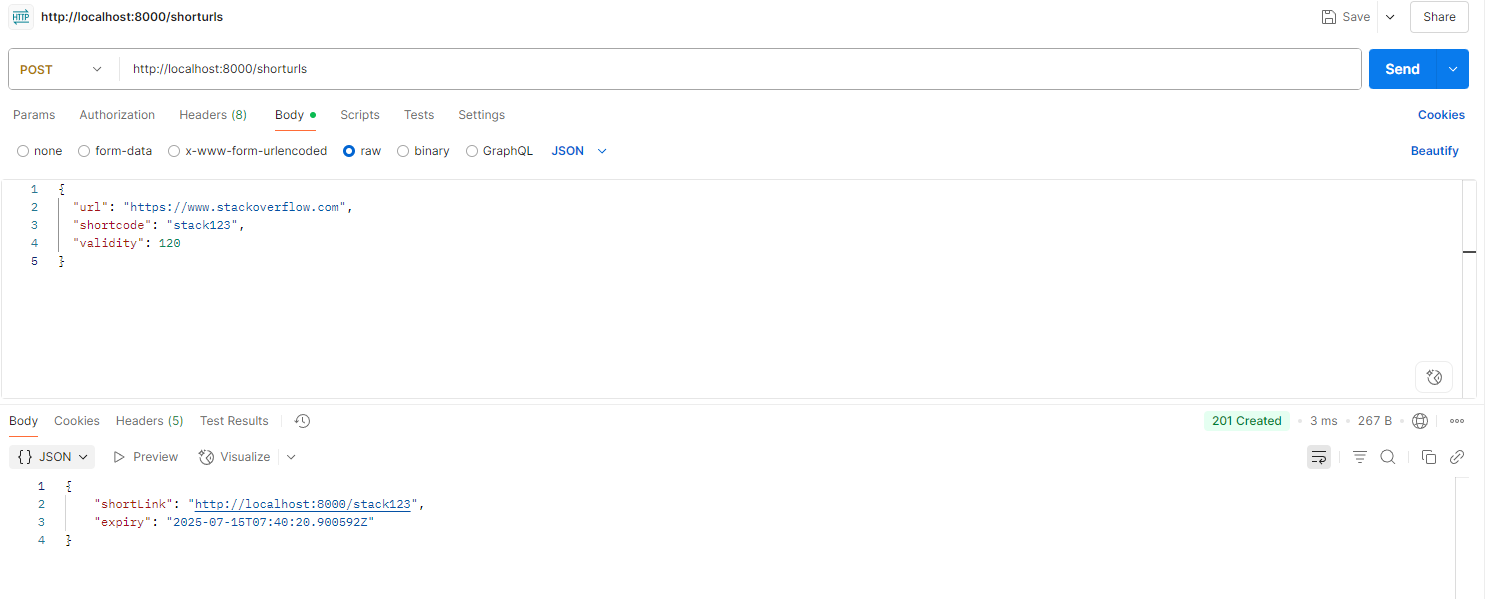 HTTP http://localhost:8000/shorturls Save Share
POST http://localhost:8000/shorturls Send
Params Authorization Headers (8) Body Scripts Tests Settings Cookies
none form-data x-www-form-urlencoded raw binary GraphQL JSON Beautify
1 {
2 "url": "https://www.stackoverflow.com",
3 "shortcode": "stack123",
4 "validity": 120
5 }
Body Cookies Headers (5) Test Results 201 Created • 3 ms • 267 B
{} JSON Preview Visualize
1 {
2 "shortLink": "http://localhost:8000/stack123",
3 "expiry": "2025-07-15T07:40:20.900592Z"
4 }